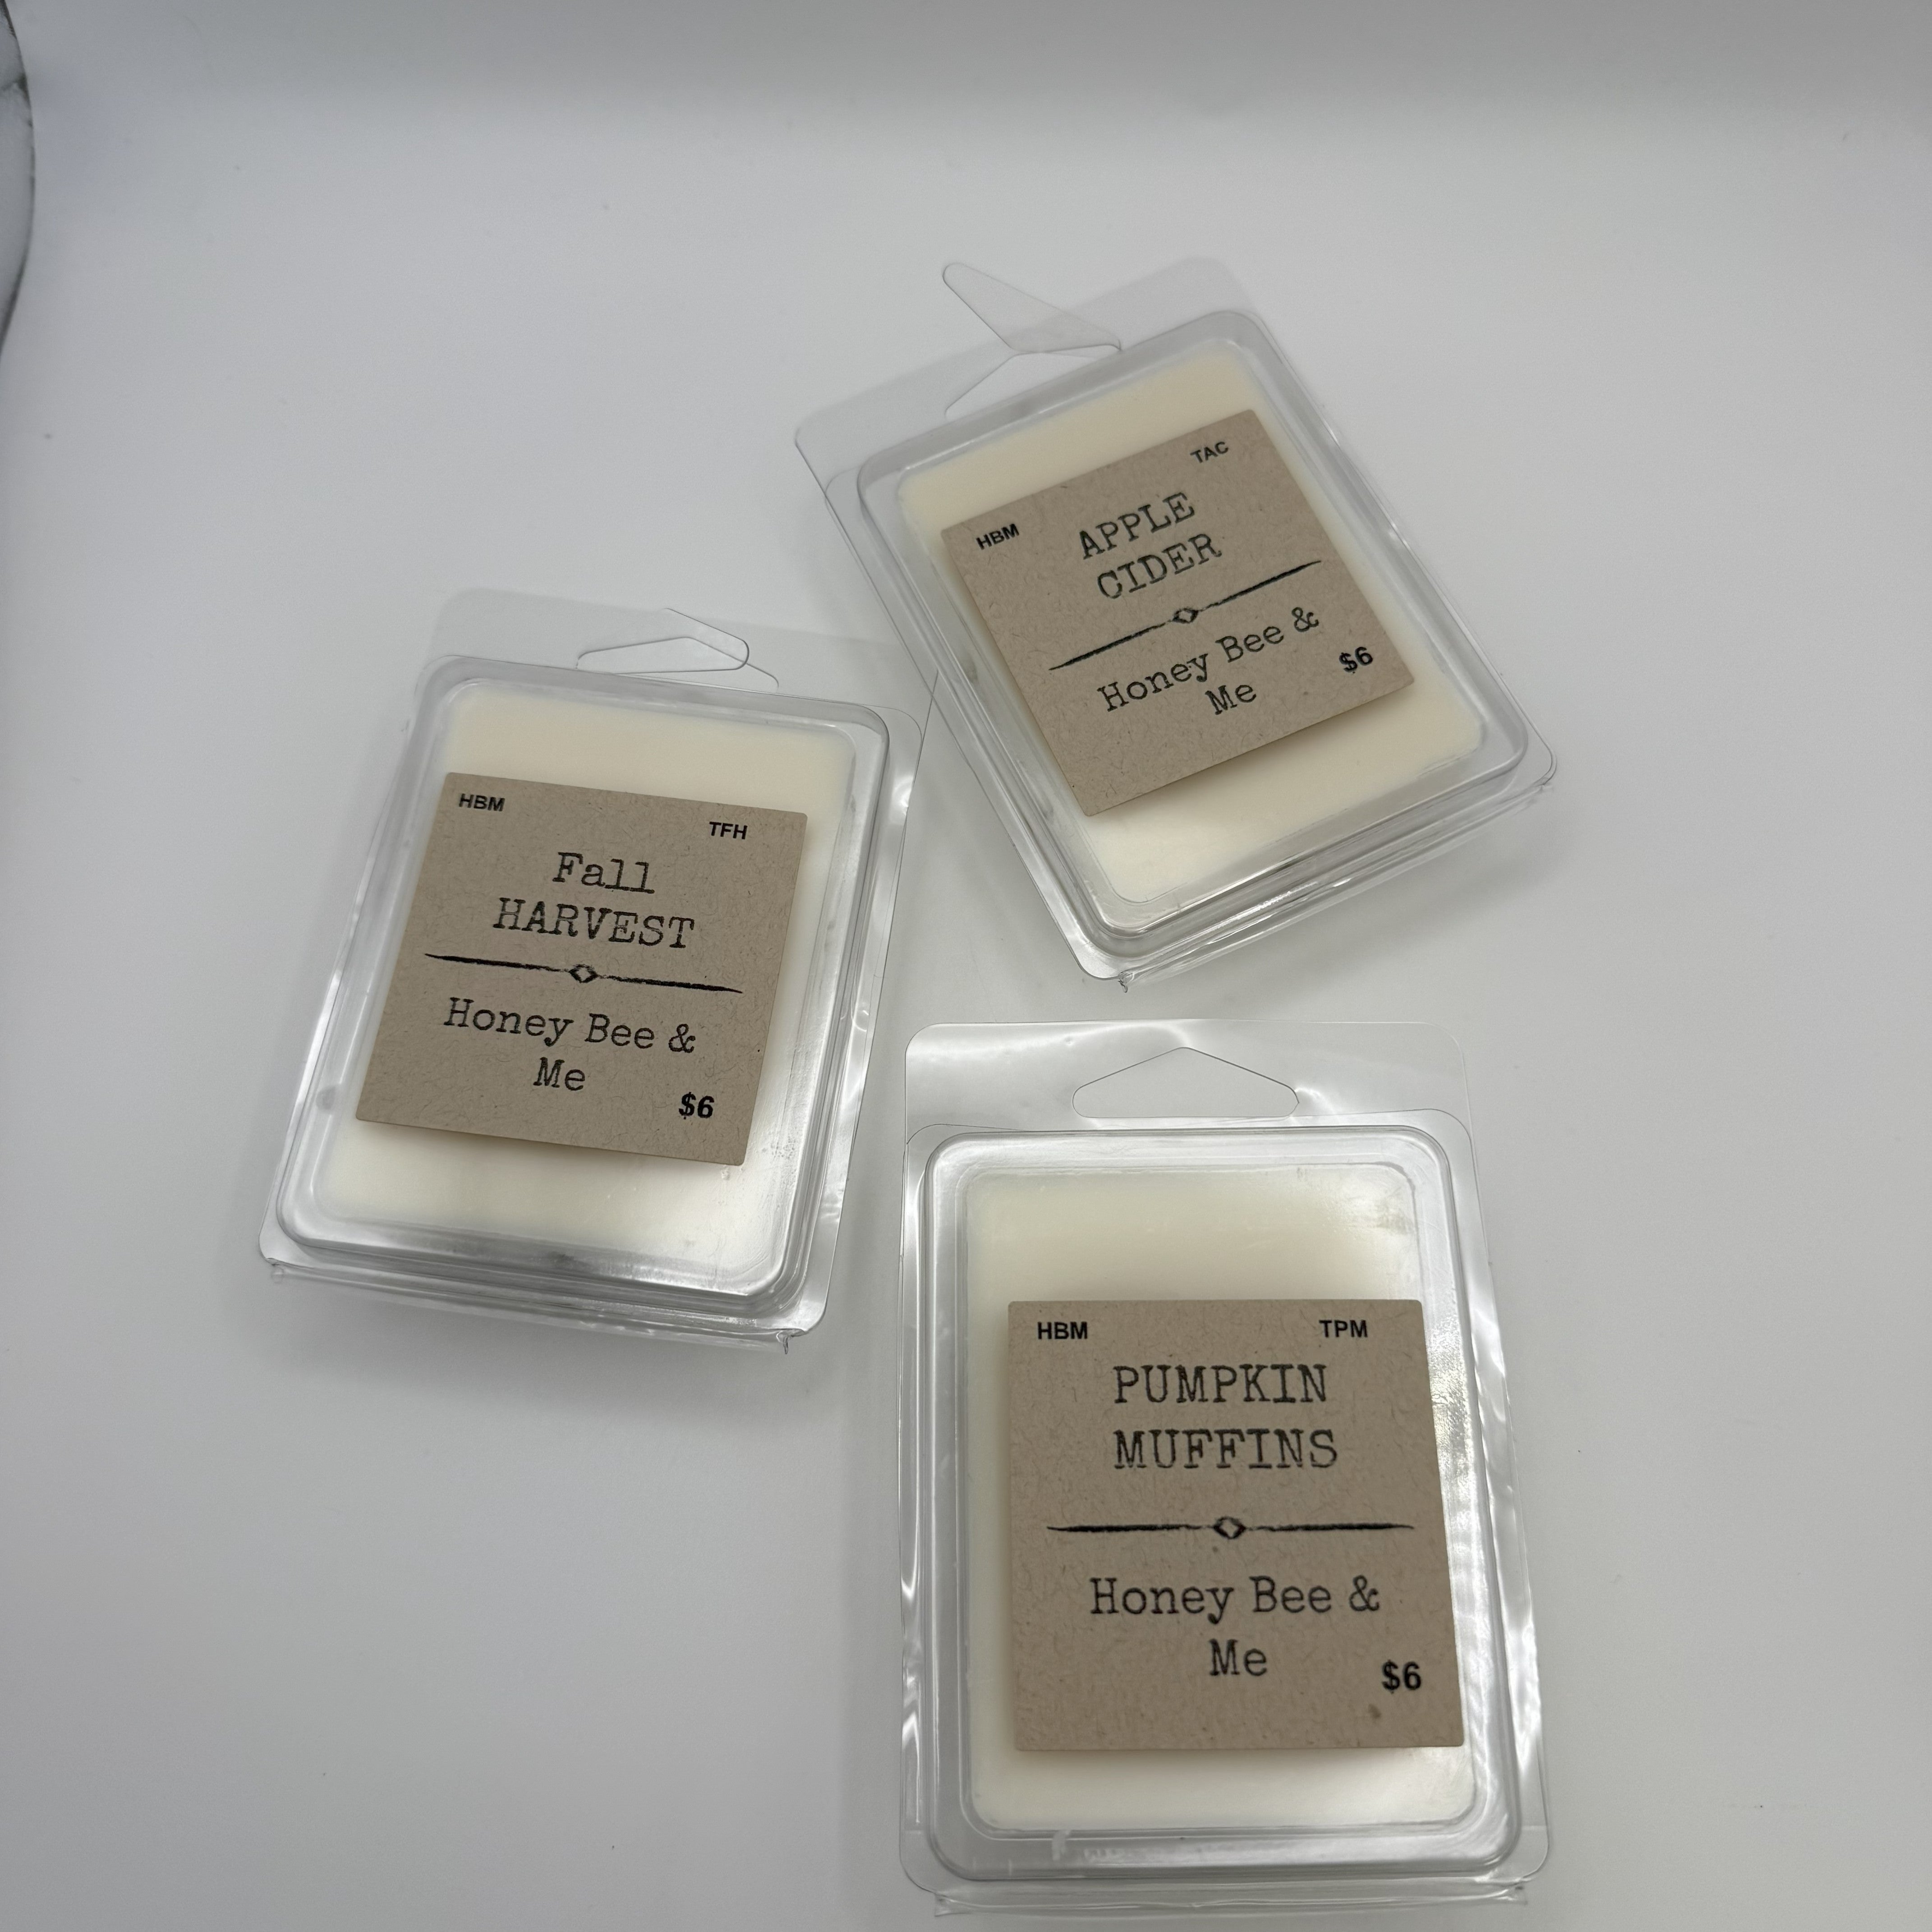 HBM TAC
APPLE
CIDER
Honey Bee &
Me
$6
HBM TFH
Fall
HARVEST
Honey Bee &
Me
$6
HBM TPM
PUMPKIN
MUFFINS
Honey Bee &
Me
$6